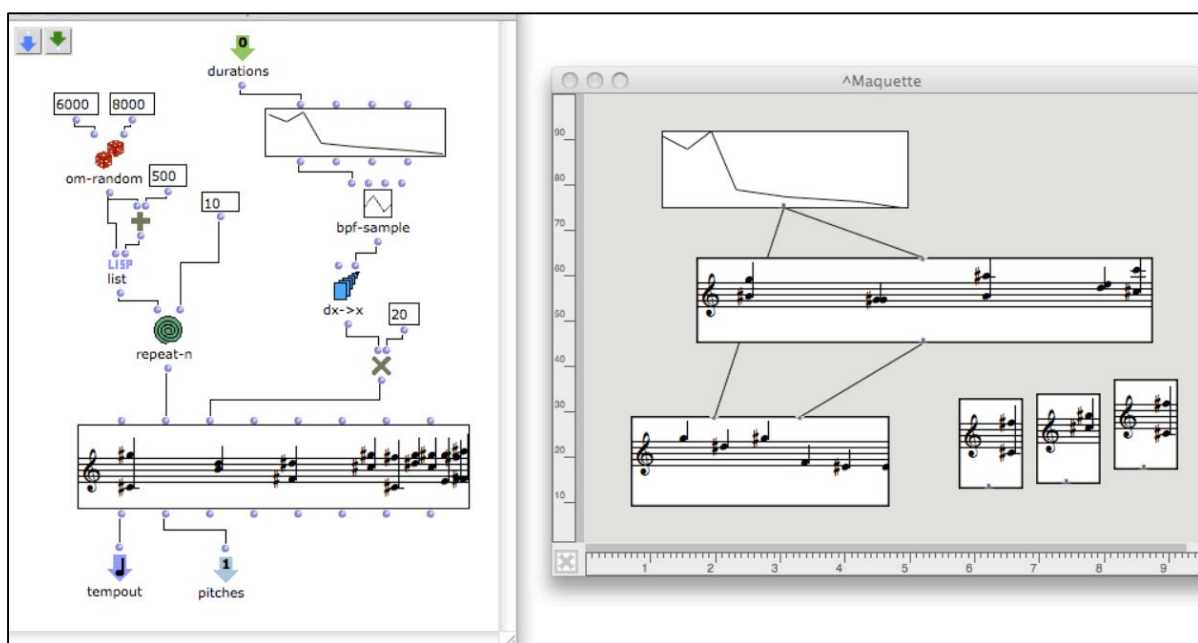 0
durations
6000 8000
om-random
500
10
bpf-sample
LISP
list
dx->x
20
repeat-n
tempout
1
pitches
^Maquette
90
80
70
60
50
40
30
20
10
1 2 3 4 5 6 7 8 9